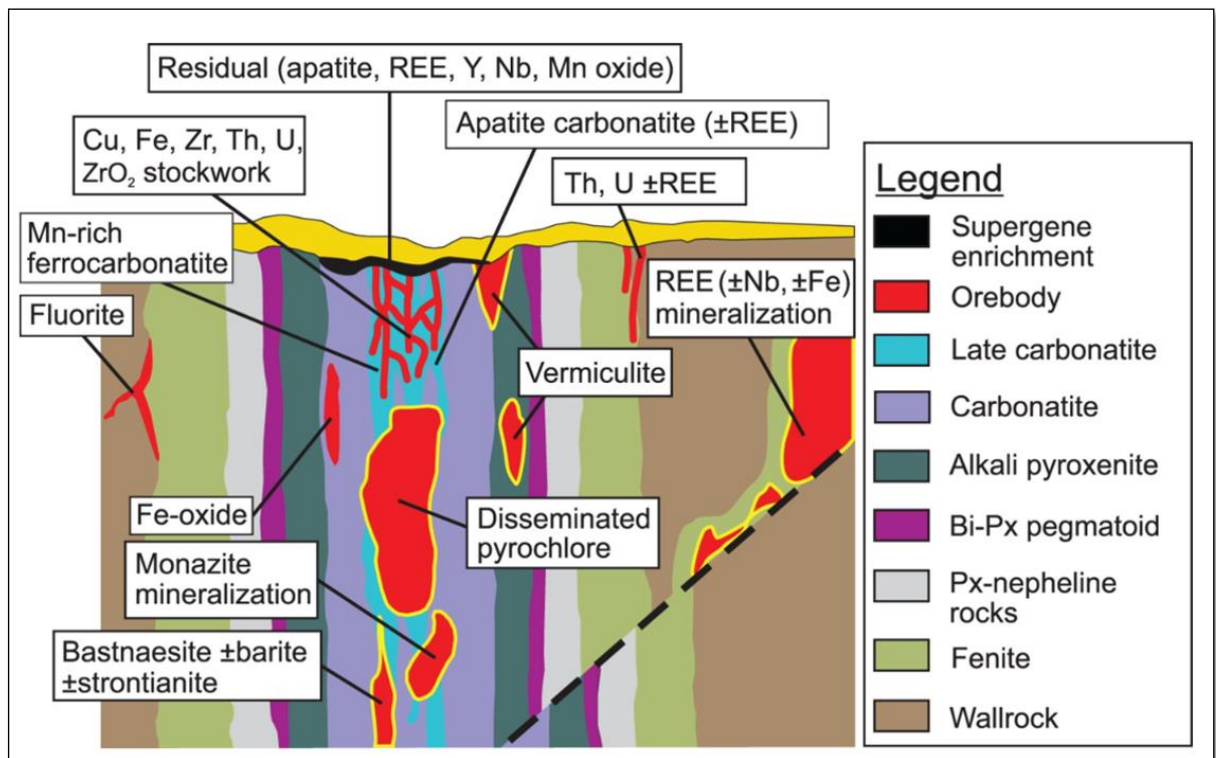 Residual (apatite, REE, Y, Nb, Mn oxide)
Cu, Fe, Zr, Th, U,
ZrO₂ stockwork
Apatite carbonatite (±REE)
Th, U ±REE
Mn-rich
ferrocarbonatite
REE (±Nb, ±Fe)
mineralization
Fluorite
Vermiculite
Fe-oxide
Disseminated
pyrochlore
Monazite
mineralization
Bastnaesite ±barite
±strontianite
Legend
Supergene
enrichment
Orebody
Late carbonatite
Carbonatite
Alkali pyroxenite
Bi-Px pegmatoid
Px-nepheline
rocks
Fenite
Wallrock